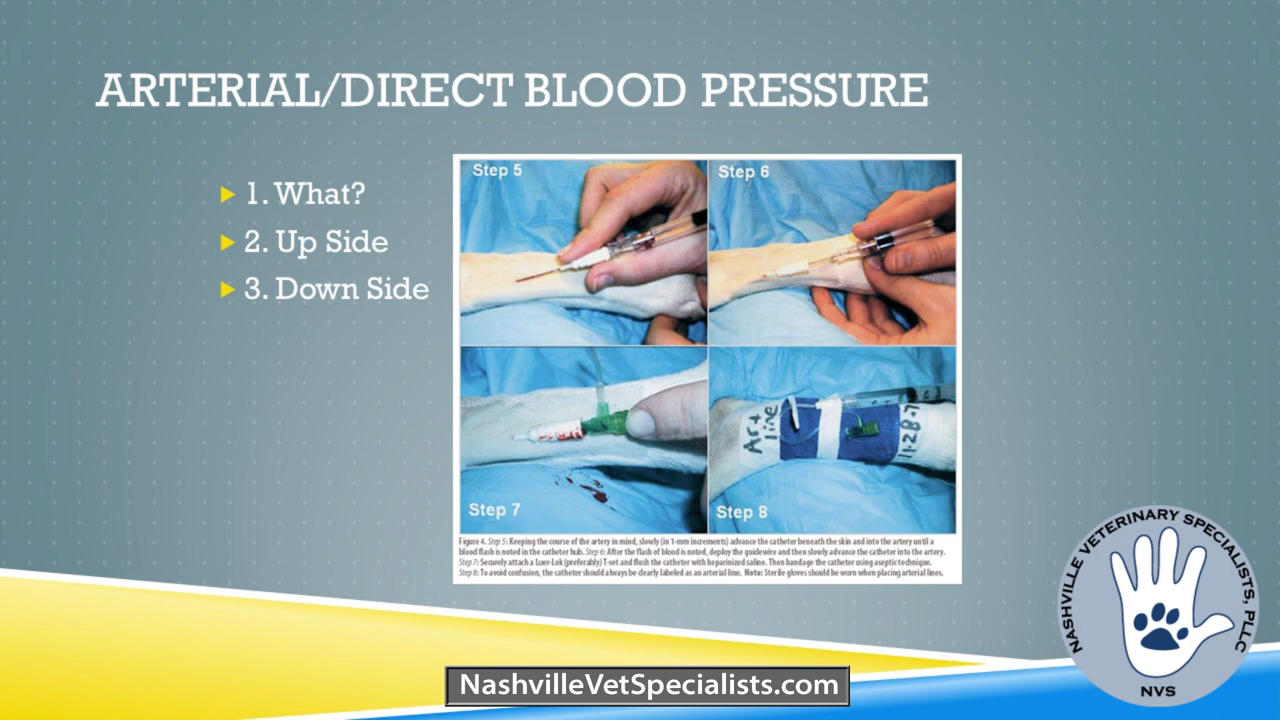 ARTERIAL/DIRECT BLOOD PRESSURE
1. What?
2. Up Side
3. Down Side
Step 5
Step 6
Step 7
Step 8
Art
line
11-28-7
Figure 4. Step 5: Keeping the course of the artery in mind, slowly (in 1-mm increments) advance the catheter beneath the skin and into the artery until a
blood flash is noted in the catheter hub. Step 6: After the flash of blood is noted, deploy the guidewire and then slowly advance the catheter into the artery.
Step 7: Securely attach a Luer-Lok (preferably) T-set and flush the catheter with heparinized saline. Then bandage the catheter using aseptic technique.
Step 8: To avoid confusion, the catheter should always be clearly labeled as an arterial line. Note: Sterile gloves should be worn when placing arterial lines.
NASHVILLE VETERINARY SPECIALISTS, PLLC
NVS
NashvilleVetSpecialists.com